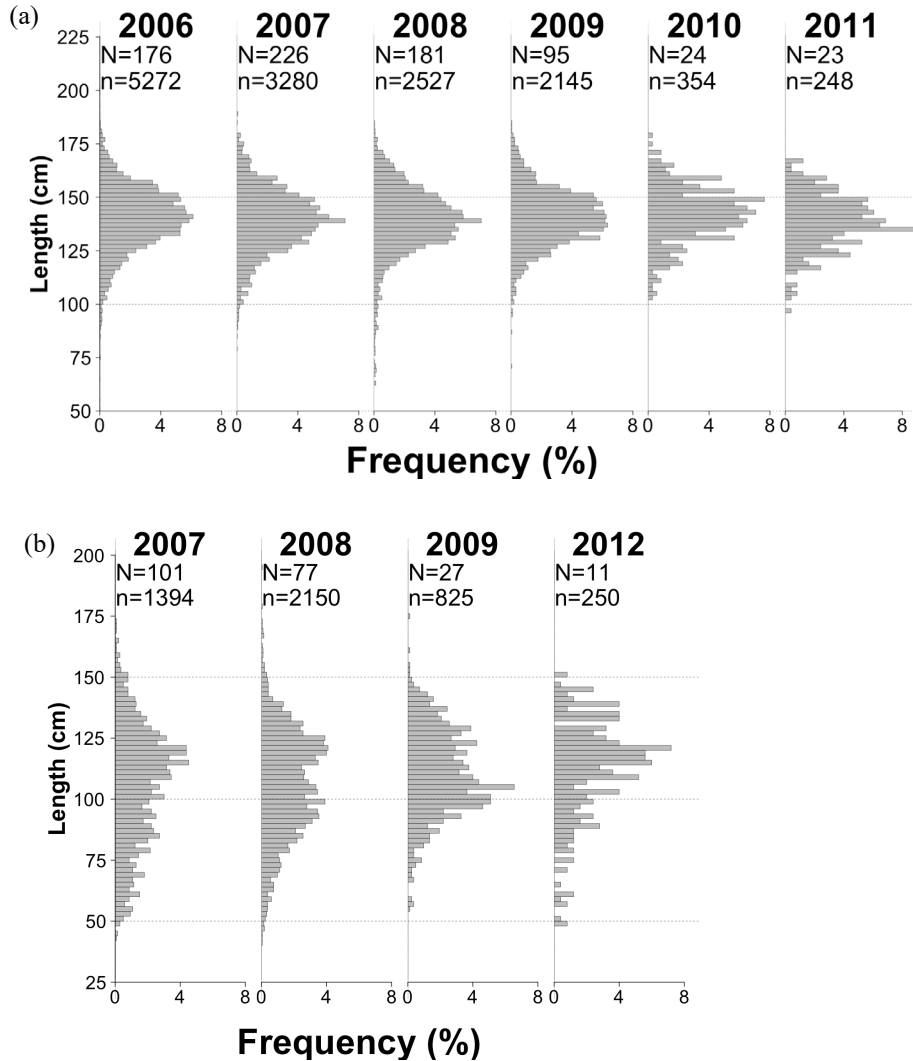 (a)
2006 2007 2008 2009 2010 2011
N=176 N=226 N=181 N=95 N=24 N=23
n=5272 n=3280 n=2527 n=2145 n=354 n=248
Length (cm)
225
200
175
150
125
100
75
50
0 4 8 0 4 8 0 4 8 0 4 8 0 4 8 0 4 8
Frequency (%)
(b)
2007 2008 2009 2012
N=101 N=77 N=27 N=11
n=1394 n=2150 n=825 n=250
Length (cm)
200
175
150
125
100
75
50
25
0 4 8 0 4 8 0 4 8 0 4 8
Frequency (%)